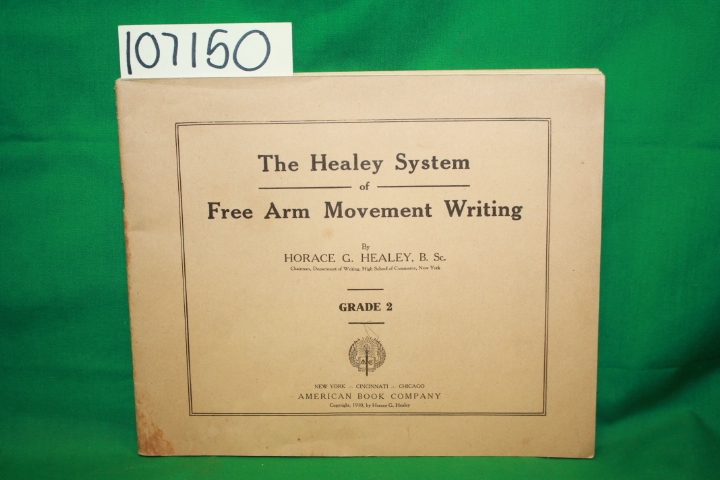 107150
The Healey System
of
Free Arm Movement Writing
By
HORACE G. HEALEY, B. Sc.
Chairman, Department of Writing, High School of Commerce, New York
GRADE 2
NEW YORK - CINCINNATI - CHICAGO
AMERICAN BOOK COMPANY
Copyright, by Horace G. Healey